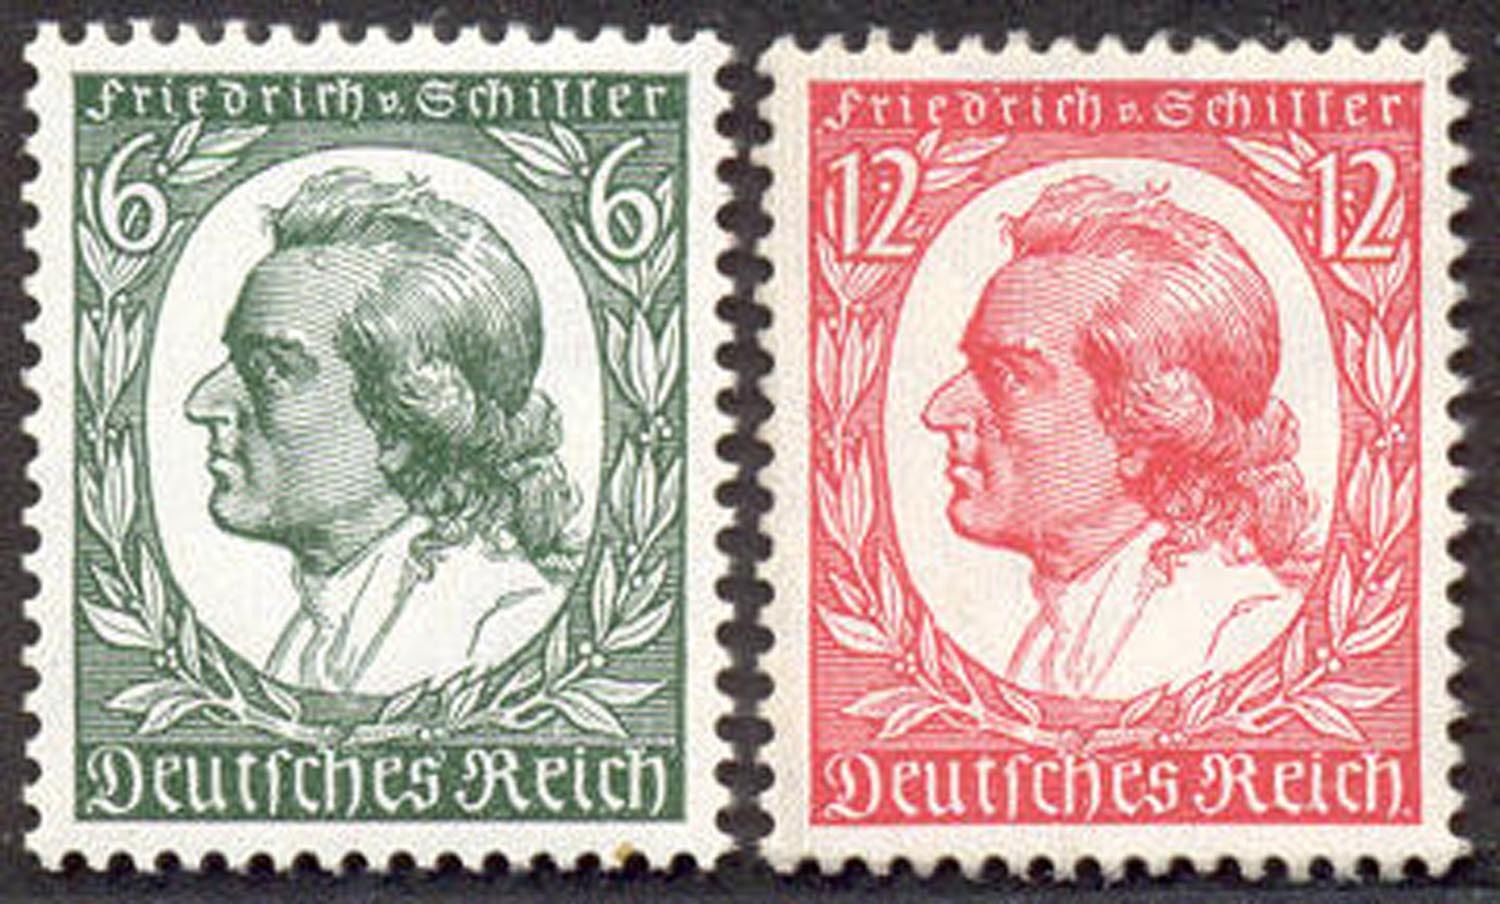 Friedrich v. Schiller
6 6
Deutſches Reich
Friedrich v. Schiller
12 12
Deutſches Reich